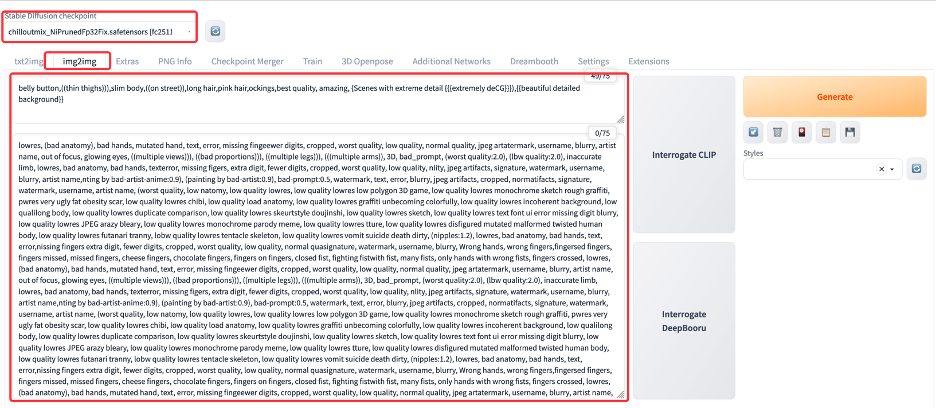 Stable Diffusion checkpoint
chilloutmix_NiPrunedFp32Fix.safetensors [fc251]
txt2img img2img Extras PNG Info Checkpoint Merger Train 3D Openpose Additional Networks Dreambooth Settings Extensions
49/75
belly button,((thin thighs))),slim body,((on street)),long hair,pink hair,ockings,best quality, amazing, {Scenes with extreme detail {{{extremely deCG}}}},{{beautiful detailed
background}}
0/75
lowres, (bad anatomy), bad hands, mutated hand, text, error, missing fingeewer digits, cropped, worst quality, low quality, normal quality, jpeg artatermark, username, blurry, artist
name, out of focus, glowing eyes, ((multiple views))), ((bad proportions))), ((multiple legs))), (((multiple arms)), 3D, bad_prompt, (worst quality:2.0), ((bw quality:2.0), inaccurate
limb, lowres, bad anatomy, bad hands, texterror, missing figers, extra digit, fewer digits, cropped, worst quality, low quality, nlity, jpeg artifacts, signature, watermark, username,
blurry, artist name,nting by bad-artist-anime:0.9), (painting by bad-artist:0.9), bad-prompt:0.5, watermark, text, error, blurry, jpeg artifacts, cropped, normatifacts, signature,
watermark, username, artist name, (worst quality, low natomy, low quality, low quality lowres low polygon 3D game, low quality lowres monochrome sketch rough graffiti,
pwres very ugly fat obesity scar, low quality lowres chibi, low quality load anatomy, low quality lowres graffiti unbecoming colorfully, low quality lowres incoherent background, low
qualilong body, low quality lowres duplicate comparison, low quality lowres skeurtstyle doujinshi, low quality lowres sketch, low quality lowres text font ui error missing digit blurry,
low quality lowres JPEG arazy bleary, low quality lowres monochrome parody meme, low quality lowres tture, low quality lowres disfigured mutated malformed twisted human
body, low quality lowres futanari tranny, lobw quality lowres tentacle skeleton, low quality lowres vomit suicide death dirty, (nipples:1.2), lowres, bad anatomy, bad hands, text,
error,nissing fingers extra digit, fewer digits, cropped, worst quality, low quality, normal quasignature, watermark, username, blurry, Wrong hands, wrong fingers,fingersed fingers,
fingers missed, missed fingers, cheese fingers, chocolate fingers, fingers on fingers, closed fist, fighting fistwith fist, many fists, only hands with wrong fists, fingers crossed, lowres,
(bad anatomy), bad hands, mutated hand, text, error, missing fingeewer digits, cropped, worst quality, low quality, normal quality, jpeg artatermark, username, blurry, artist name,
out of focus, glowing eyes, ((multiple views))), ((bad proportions))), ((multiple legs))), (((multiple arms)), 3D, bad_prompt, (worst quality:2.0), ((bw quality:2.0), inaccurate limb,
lowres, bad anatomy, bad hands, texterror, missing figers, extra digit, fewer digits, cropped, worst quality, low quality, nlity, jpeg artifacts, signature, watermark, username, blurry,
artist name,nting by bad-artist-anime:0.9), (painting by bad-artist:0.9), bad-prompt:0.5, watermark, text, error, blurry, jpeg artifacts, cropped, normatifacts, signature, watermark,
username, artist name, (worst quality, low natomy, low quality, low quality lowres low polygon 3D game, low quality lowres monochrome sketch rough graffiti, pwres very
ugly fat obesity scar, low quality lowres chibi, low quality load anatomy, low quality lowres graffiti unbecoming colorfully, low quality lowres incoherent background, low qualilong
body, low quality lowres duplicate comparison, low quality lowres skeurtstyle doujinshi, low quality lowres sketch, low quality lowres text font ui error missing digit blurry, low
quality lowres JPEG arazy bleary, low quality lowres monochrome parody meme, low quality lowres tture, low quality lowres disfigured mutated malformed twisted human body,
low quality lowres futanari tranny, lobw quality lowres tentacle skeleton, low quality lowres vomit suicide death dirty, (nipples:1.2), lowres, bad anatomy, bad hands, text,
error,nissing fingers extra digit, fewer digits, cropped, worst quality, low quality, normal quasignature, watermark, username, blurry, Wrong hands, wrong fingers,fingersed fingers,
fingers missed, missed fingers, cheese fingers, chocolate fingers, fingers on fingers, closed fist, fighting fistwith fist, many fists, only hands with wrong fists, fingers crossed, lowres,
(bad anatomy), bad hands, mutated hand, text, error, missing fingeewer digits, cropped, worst quality, low quality, normal quality, jpeg artatermark, username, blurry, artist name,
Interrogate CLIP
Interrogate
DeepBooru
Generate
Styles